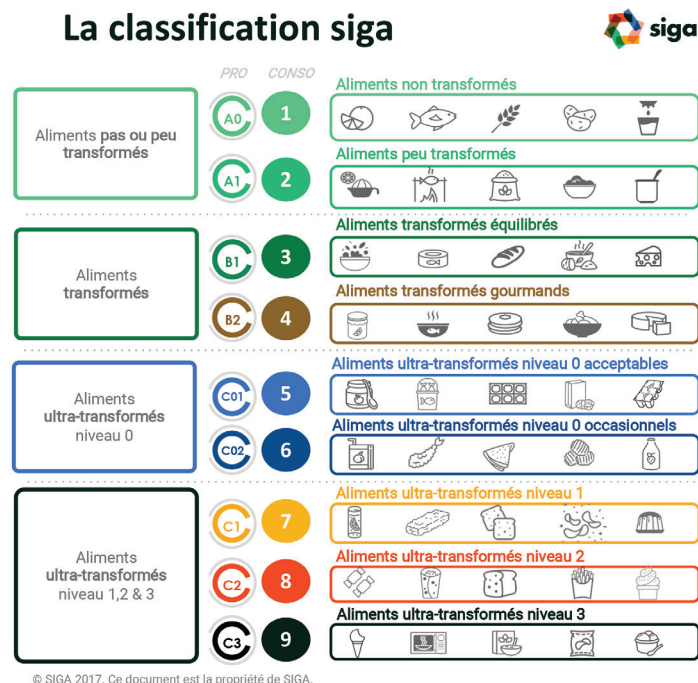 La classification siga
siga
PRO CONSO
Aliments pas ou peu
transformés
A0 1
Aliments non transformés
A1 2
Aliments peu transformés
Aliments
transformés
B1 3
Aliments transformés équilibrés
B2 4
Aliments transformés gourmands
Aliments
ultra-transformés
niveau 0
C01 5
Aliments ultra-transformés niveau 0 acceptables
C02 6
Aliments ultra-transformés niveau 0 occasionnels
Aliments
ultra-transformés
niveau 1,2 & 3
C1 7
Aliments ultra-transformés niveau 1
C2 8
Aliments ultra-transformés niveau 2
C3 9
Aliments ultra-transformés niveau 3
© SIGA 2017. Ce document est la propriété de SIGA.